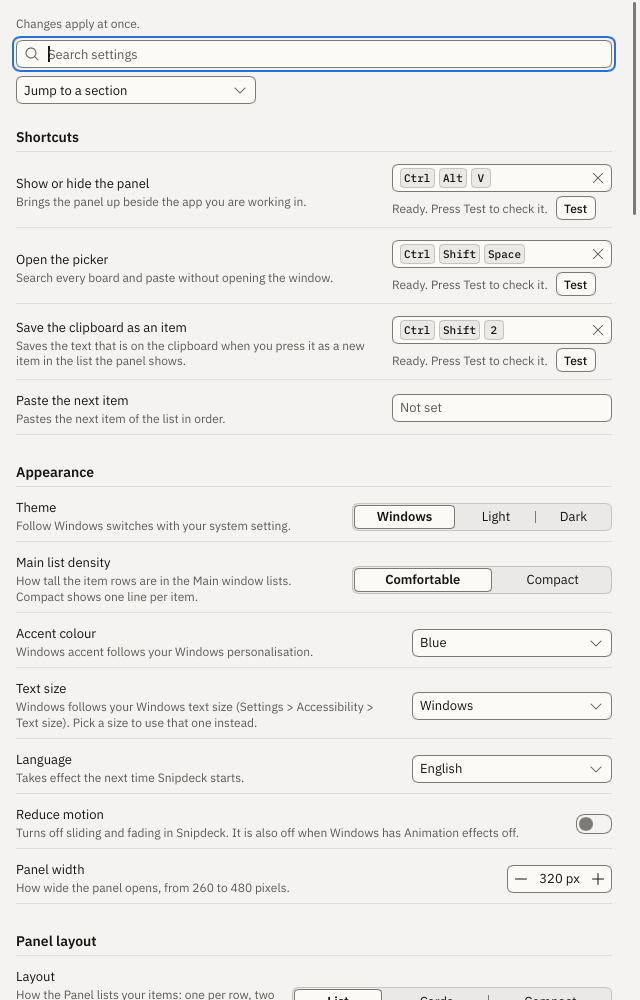 Changes apply at once.
Search settings
Jump to a section
Shortcuts
Show or hide the panel
Brings the panel up beside the app you are working in.
Ctrl Alt V
Ready. Press Test to check it. Test
Open the picker
Search every board and paste without opening the window.
Ctrl Shift Space
Ready. Press Test to check it. Test
Save the clipboard as an item
Saves the text that is on the clipboard when you press it as a new
item in the list the panel shows.
Ctrl Shift 2
Ready. Press Test to check it. Test
Paste the next item
Pastes the next item of the list in order.
Not set
Appearance
Theme
Follow Windows switches with your system setting.
Windows Light Dark
Main list density
How tall the item rows are in the Main window lists.
Compact shows one line per item.
Comfortable Compact
Accent colour
Windows accent follows your Windows personalisation.
Blue
Text size
Windows follows your Windows text size (Settings > Accessibility >
Text size). Pick a size to use that one instead.
Windows
Language
Takes effect the next time Snipdeck starts.
English
Reduce motion
Turns off sliding and fading in Snipdeck. It is also off when Windows has Animation effects off.
Panel width
How wide the panel opens, from 260 to 480 pixels.
320 px
Panel layout
Layout
How the Panel lists your items: one per row, two
List Cards Compact